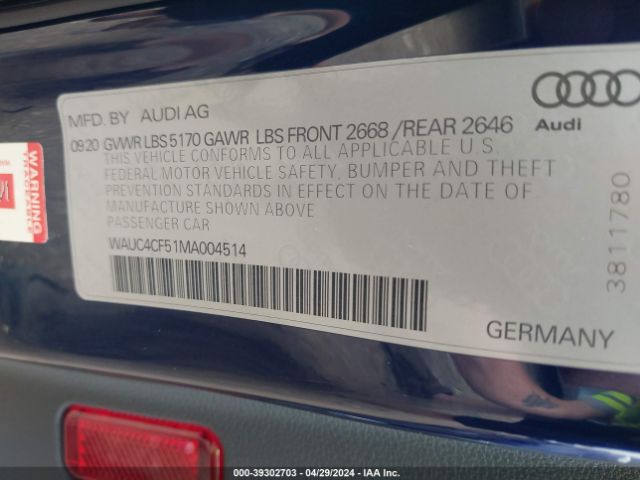 MFD. BY AUDI AG
09.20 GVWR LBS 5170 GAWR LBS FRONT 2668 / REAR 2646
THIS VEHICLE CONFORMS TO ALL APPLICABLE U.S.
FEDERAL MOTOR VEHICLE SAFETY, BUMPER AND THEFT
PREVENTION STANDARDS IN EFFECT ON THE DATE OF
MANUFACTURE SHOWN ABOVE
PASSENGER CAR
WAUC4CF51MA004514
Audi
38111780
GERMANY
WARNING
000-39302703 - 04/29/2024 - IAA Inc.